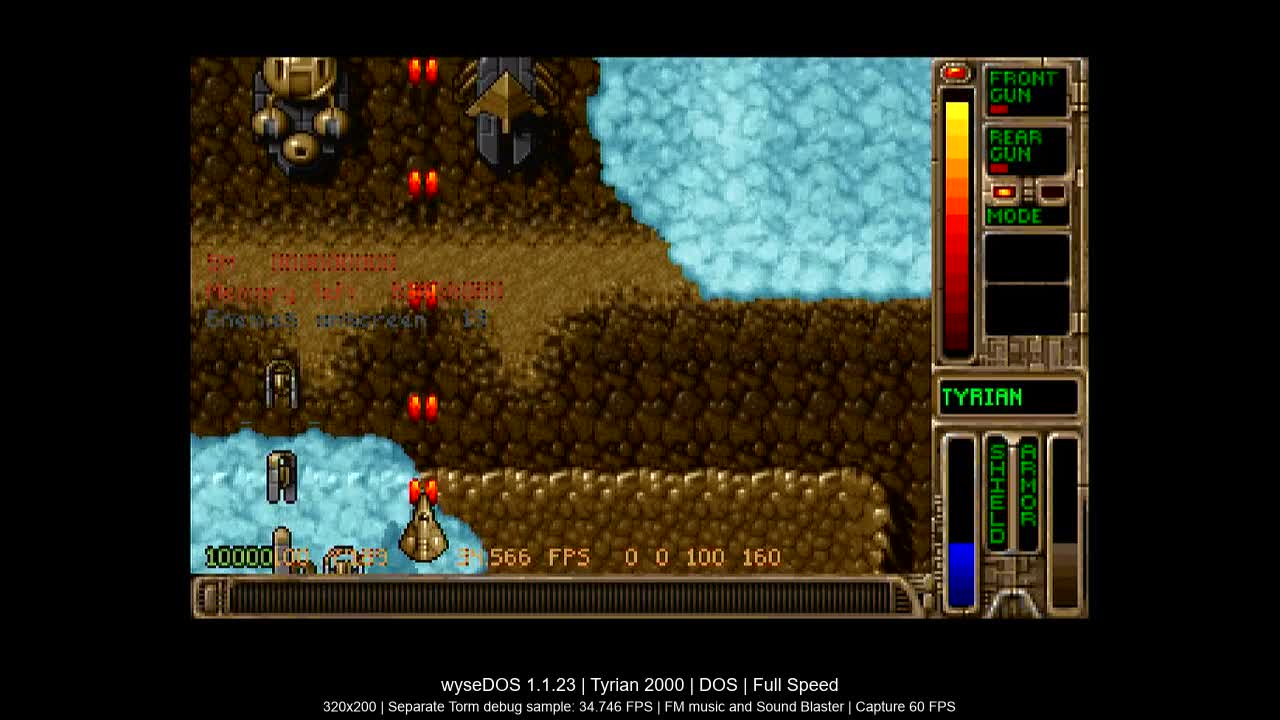 FRONT
GUN
REAR
GUN
MODE
Memory left
Enemies onscreen 13
TYRIAN
SHIELD
ARMOR
FPS 0 0 100 160
wyseDOS 1.1.23 | Tyrian 2000 | DOS | Full Speed
320x200 | Separate Torm debug sample: 34.746 FPS | FM music and Sound Blaster | Capture 60 FPS